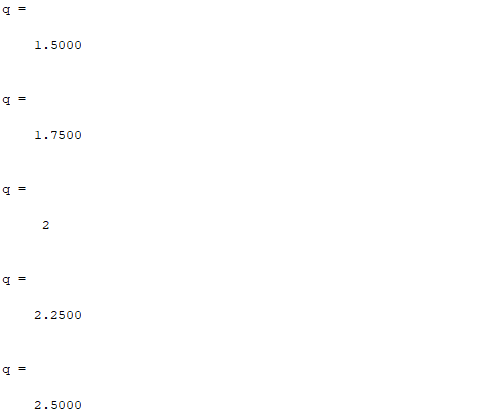 q =
1.5000
q =
1.7500
q =
2
q =
2.2500
q =
2.5000